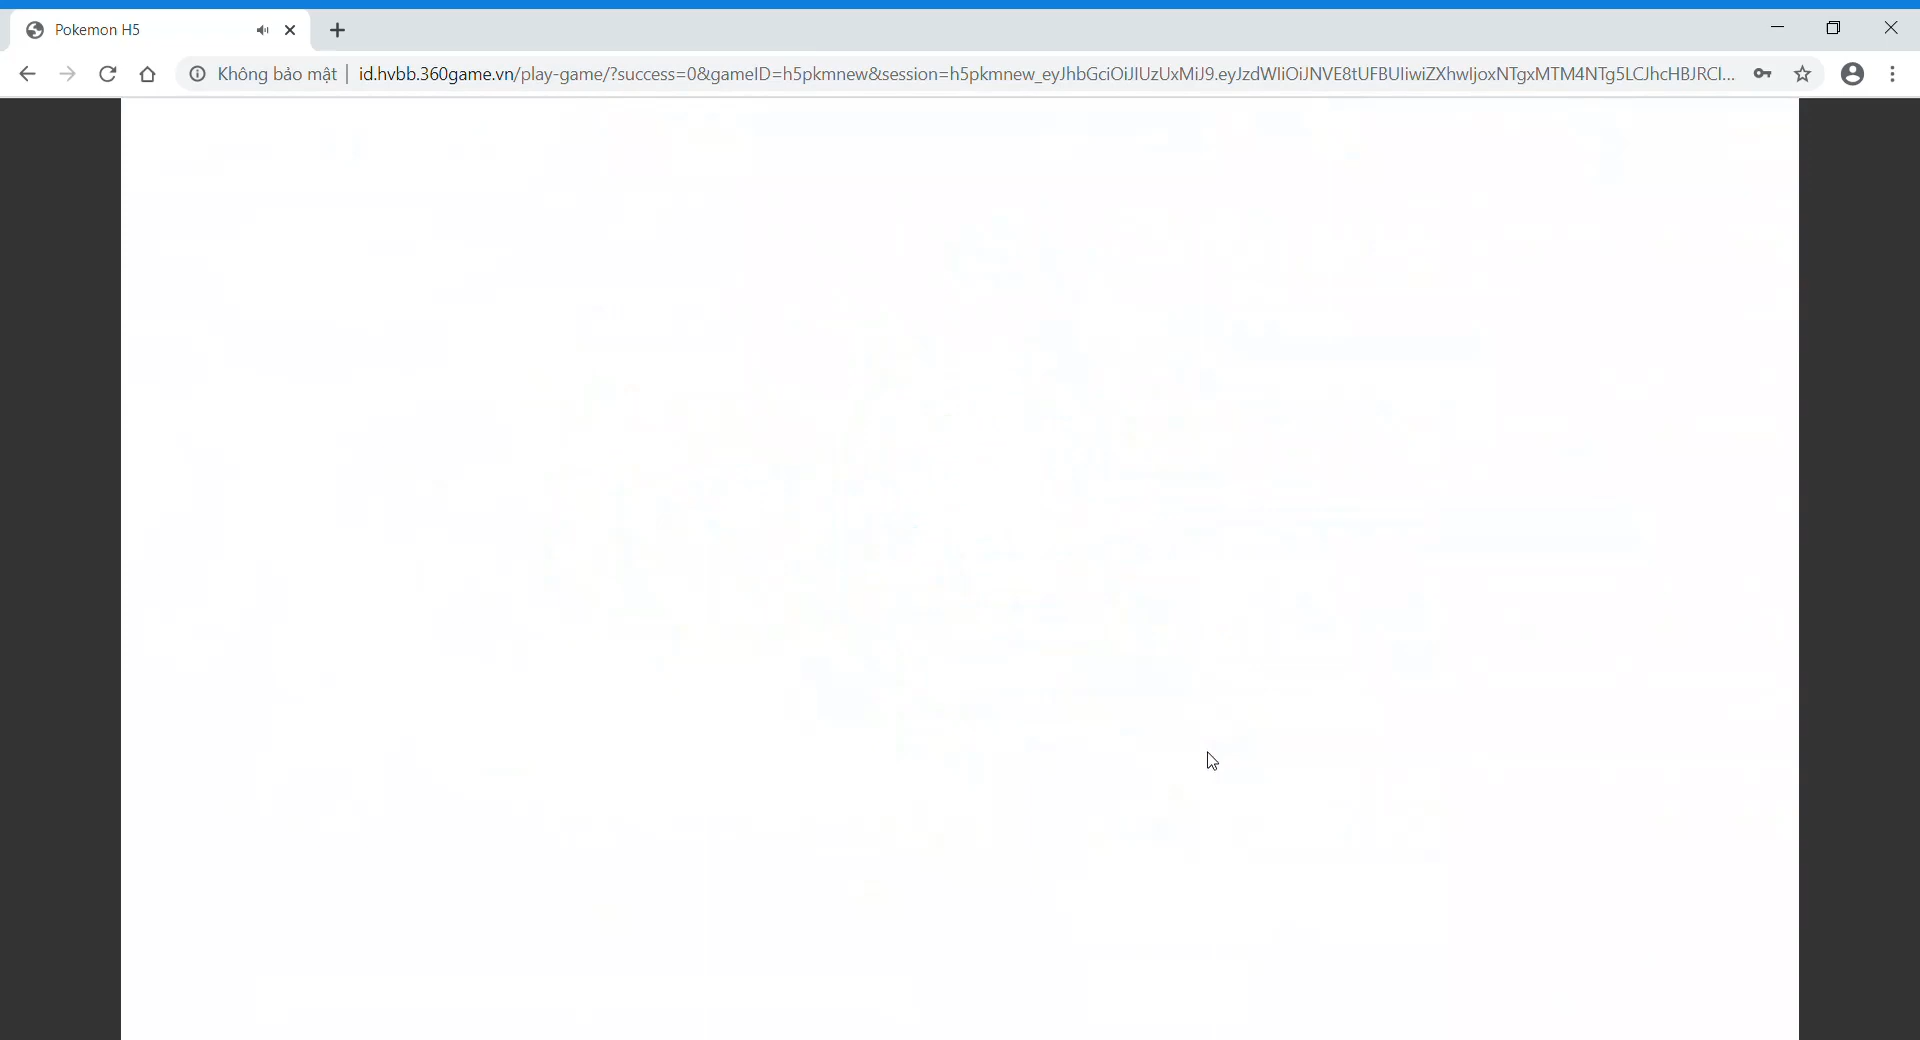 Pokemon H5
Không bảo mật
id.hvbb.360game.vn/play-game/?success=0&gameID=h5pkmnew&session=h5pkmnew_eyJhbGciOiJIUzUxMiJ9.eyJzdWIiOiJNVE8tUFBUIiwiZXhwIjoxNTgxMTM4NTg5LCJhcHBJRCI...